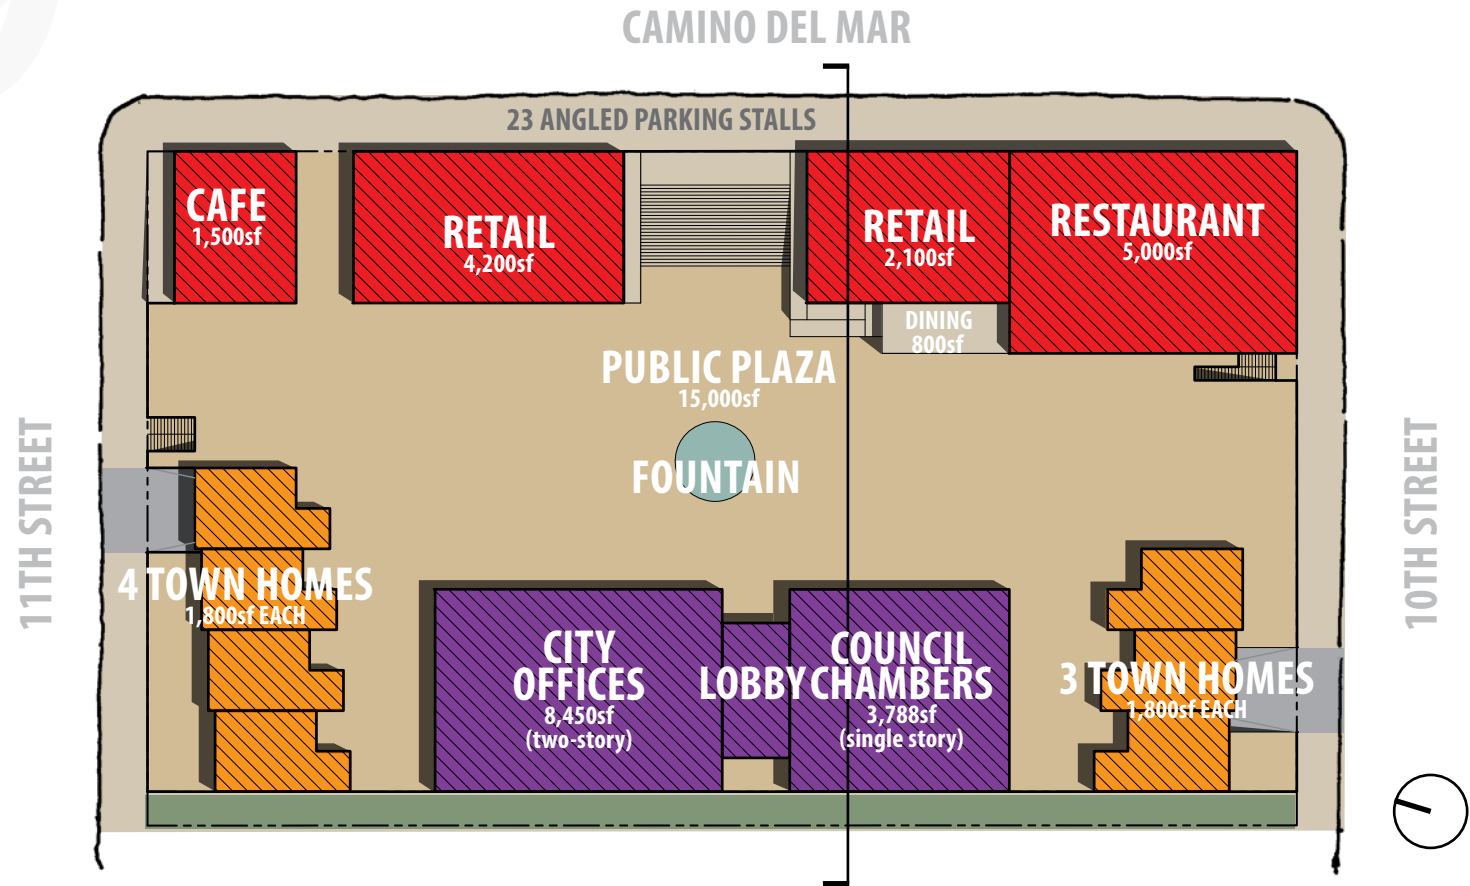 CAMINO DEL MAR
23 ANGLED PARKING STALLS
CAFE
1,500sf
RETAIL
4,200sf
RETAIL
2,100sf
RESTAURANT
5,000sf
DINING
800sf
PUBLIC PLAZA
15,000sf
FOUNTAIN
11TH STREET
10TH STREET
4 TOWN HOMES
1,800sf EACH
CITY
OFFICES
8,450sf
(two-story)
LOBBY
COUNCIL
CHAMBERS
3,788sf
(single story)
3 TOWN HOMES
1,800sf EACH